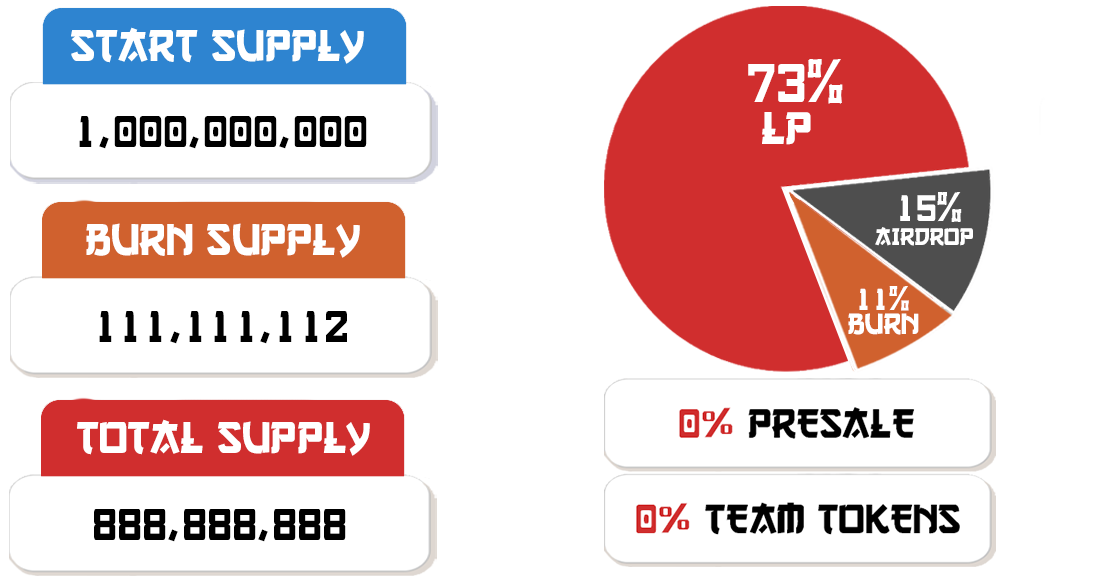 START SUPPLY
1,000,000,000
BURN SUPPLY
111,111,112
TOTAL SUPPLY
888,888,888
73%
LP
15%
AIRDROP
11%
BURN
0% PRESALE
0% TEAM TOKENS